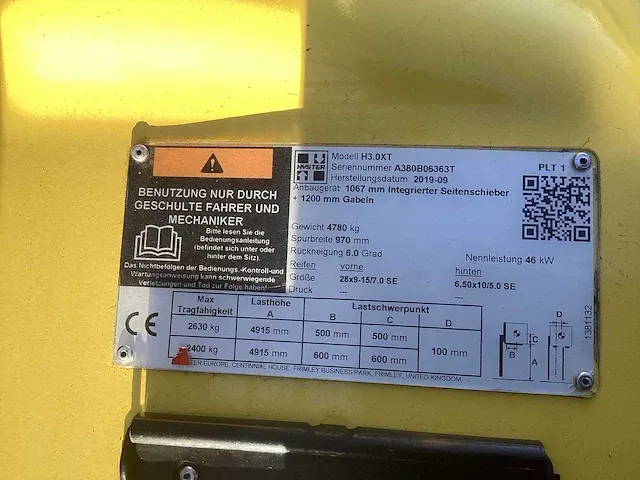 HYSTER
Modell H3.0XT
Seriennummer A380B06363T
Herstellungsdatum: 2019-09
PLT 1
Anbaugerät: 1067 mm Integrierter Seitenschieber
+ 1200 mm Gabeln
BENUTZUNG NUR DURCH
GESCHULTE FAHRER UND
MECHANIKER
Bitte lesen Sie die
Bedienungsanleitung
(befindet sich unter oder
hinter dem Sitz).
Das Nichtbefolgen der Bedienungs.-Kontroll-und
Wartungsanweisung kann schwerwiegende
Verletzungen und Tod zur Folge haben!
Gewicht 4780 kg
Spurbreite 970 mm
Rückneigung 6.0 Grad
Nennleistung 46 kW
Reifen vorne hinten
Größe 28x9-15/7.0 SE 6.50x10/5.0 SE
Druck --- ---
CE
Max Tragfähigkeit Lasthöhe A Lastschwerpunkt B C D
2630 kg 4915 mm 500 mm 500 mm 100 mm
2400 kg 4915 mm 600 mm 600 mm
D
C
B
A
1381132
EUROPE, CENTINNIAL HOUSE, FRIMLEY BUSINESS PARK, FRIMLEY, UNITED KINGDOM